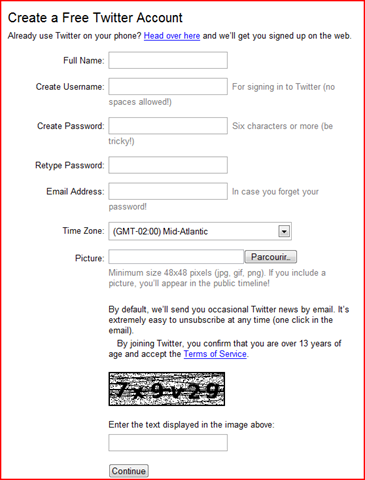 Create a Free Twitter Account
Already use Twitter on your phone? Head over here and we'll get you signed up on the web.
Full Name:
Create Username: For signing in to Twitter (no
spaces allowed!)
Create Password: Six characters or more (be
tricky!)
Retype Password:
Email Address: In case you forget your
password!
Time Zone: (GMT-02:00) Mid-Atlantic
Picture: Parcourir..
Minimum size 48x48 pixels (jpg, gif, png). If you include a
picture, you'll appear in the public timeline!
By default, we'll send you occasional Twitter news by email. It's
extremely easy to unsubscribe at any time (one click in the
email).
By joining Twitter, you confirm that you are over 13 years of
age and accept the Terms of Service.
7x9v29
Enter the text displayed in the image above:
Continue